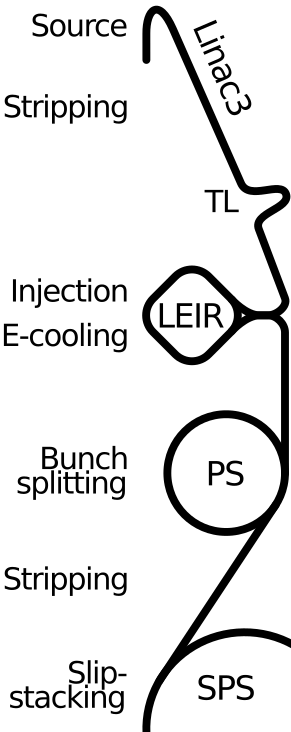 Source
Linac3
Stripping
TL
Injection
LEIR
E-cooling
Bunch
splitting
PS
Stripping
Slip-
stacking
SPS